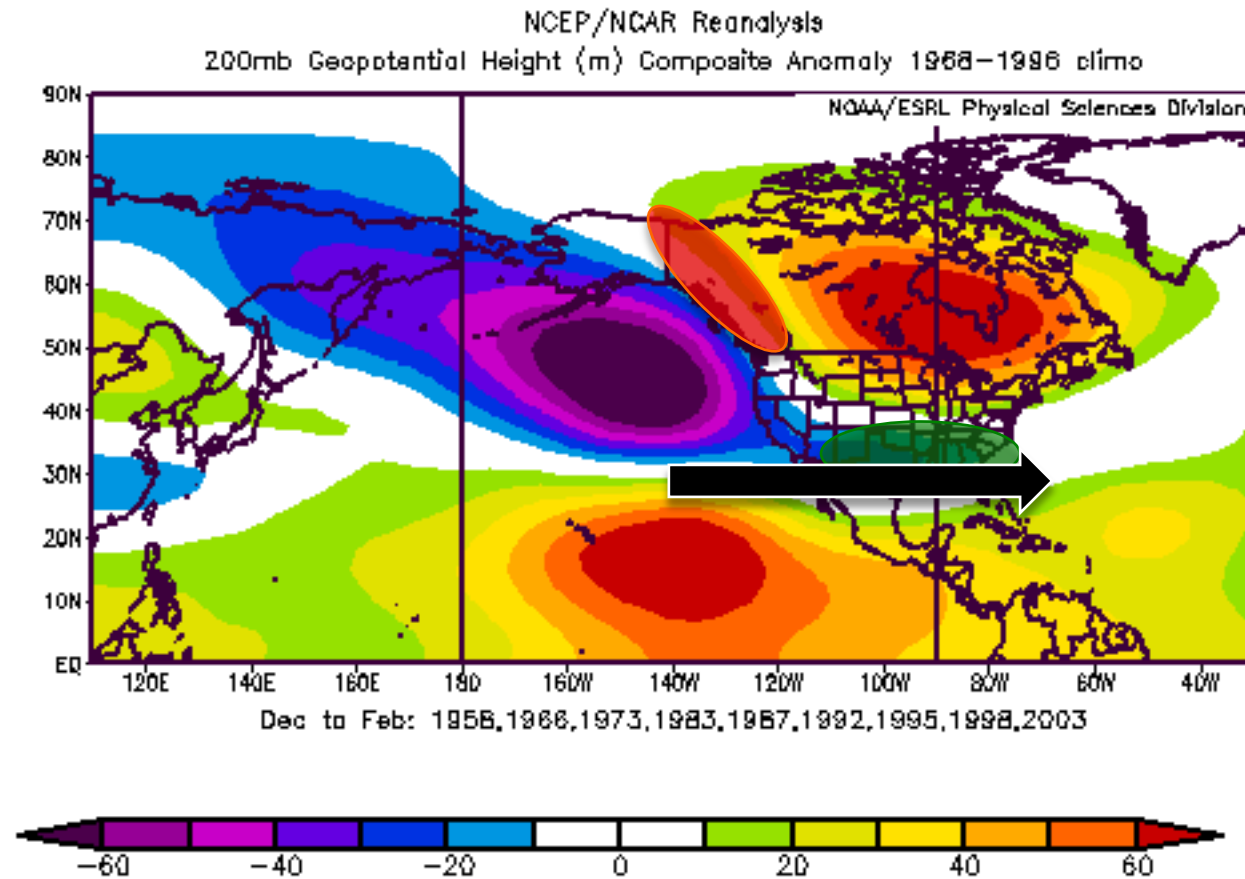 NCEP/NCAR Reanalysis
200mb Geopotential Height (m) Composite Anomaly 1968-1996 climo
NOAA/ESRL Physical Sciences Division
90N
80N
70N
60N
50N
40N
30N
20N
10N
EQ
120E 140E 160E 180 160W 140W 120W 100W 80W 60W 40W
Dec to Feb: 1958,1966,1973,1983,1987,1992,1995,1998,2003
-60 -40 -20 0 20 40 60